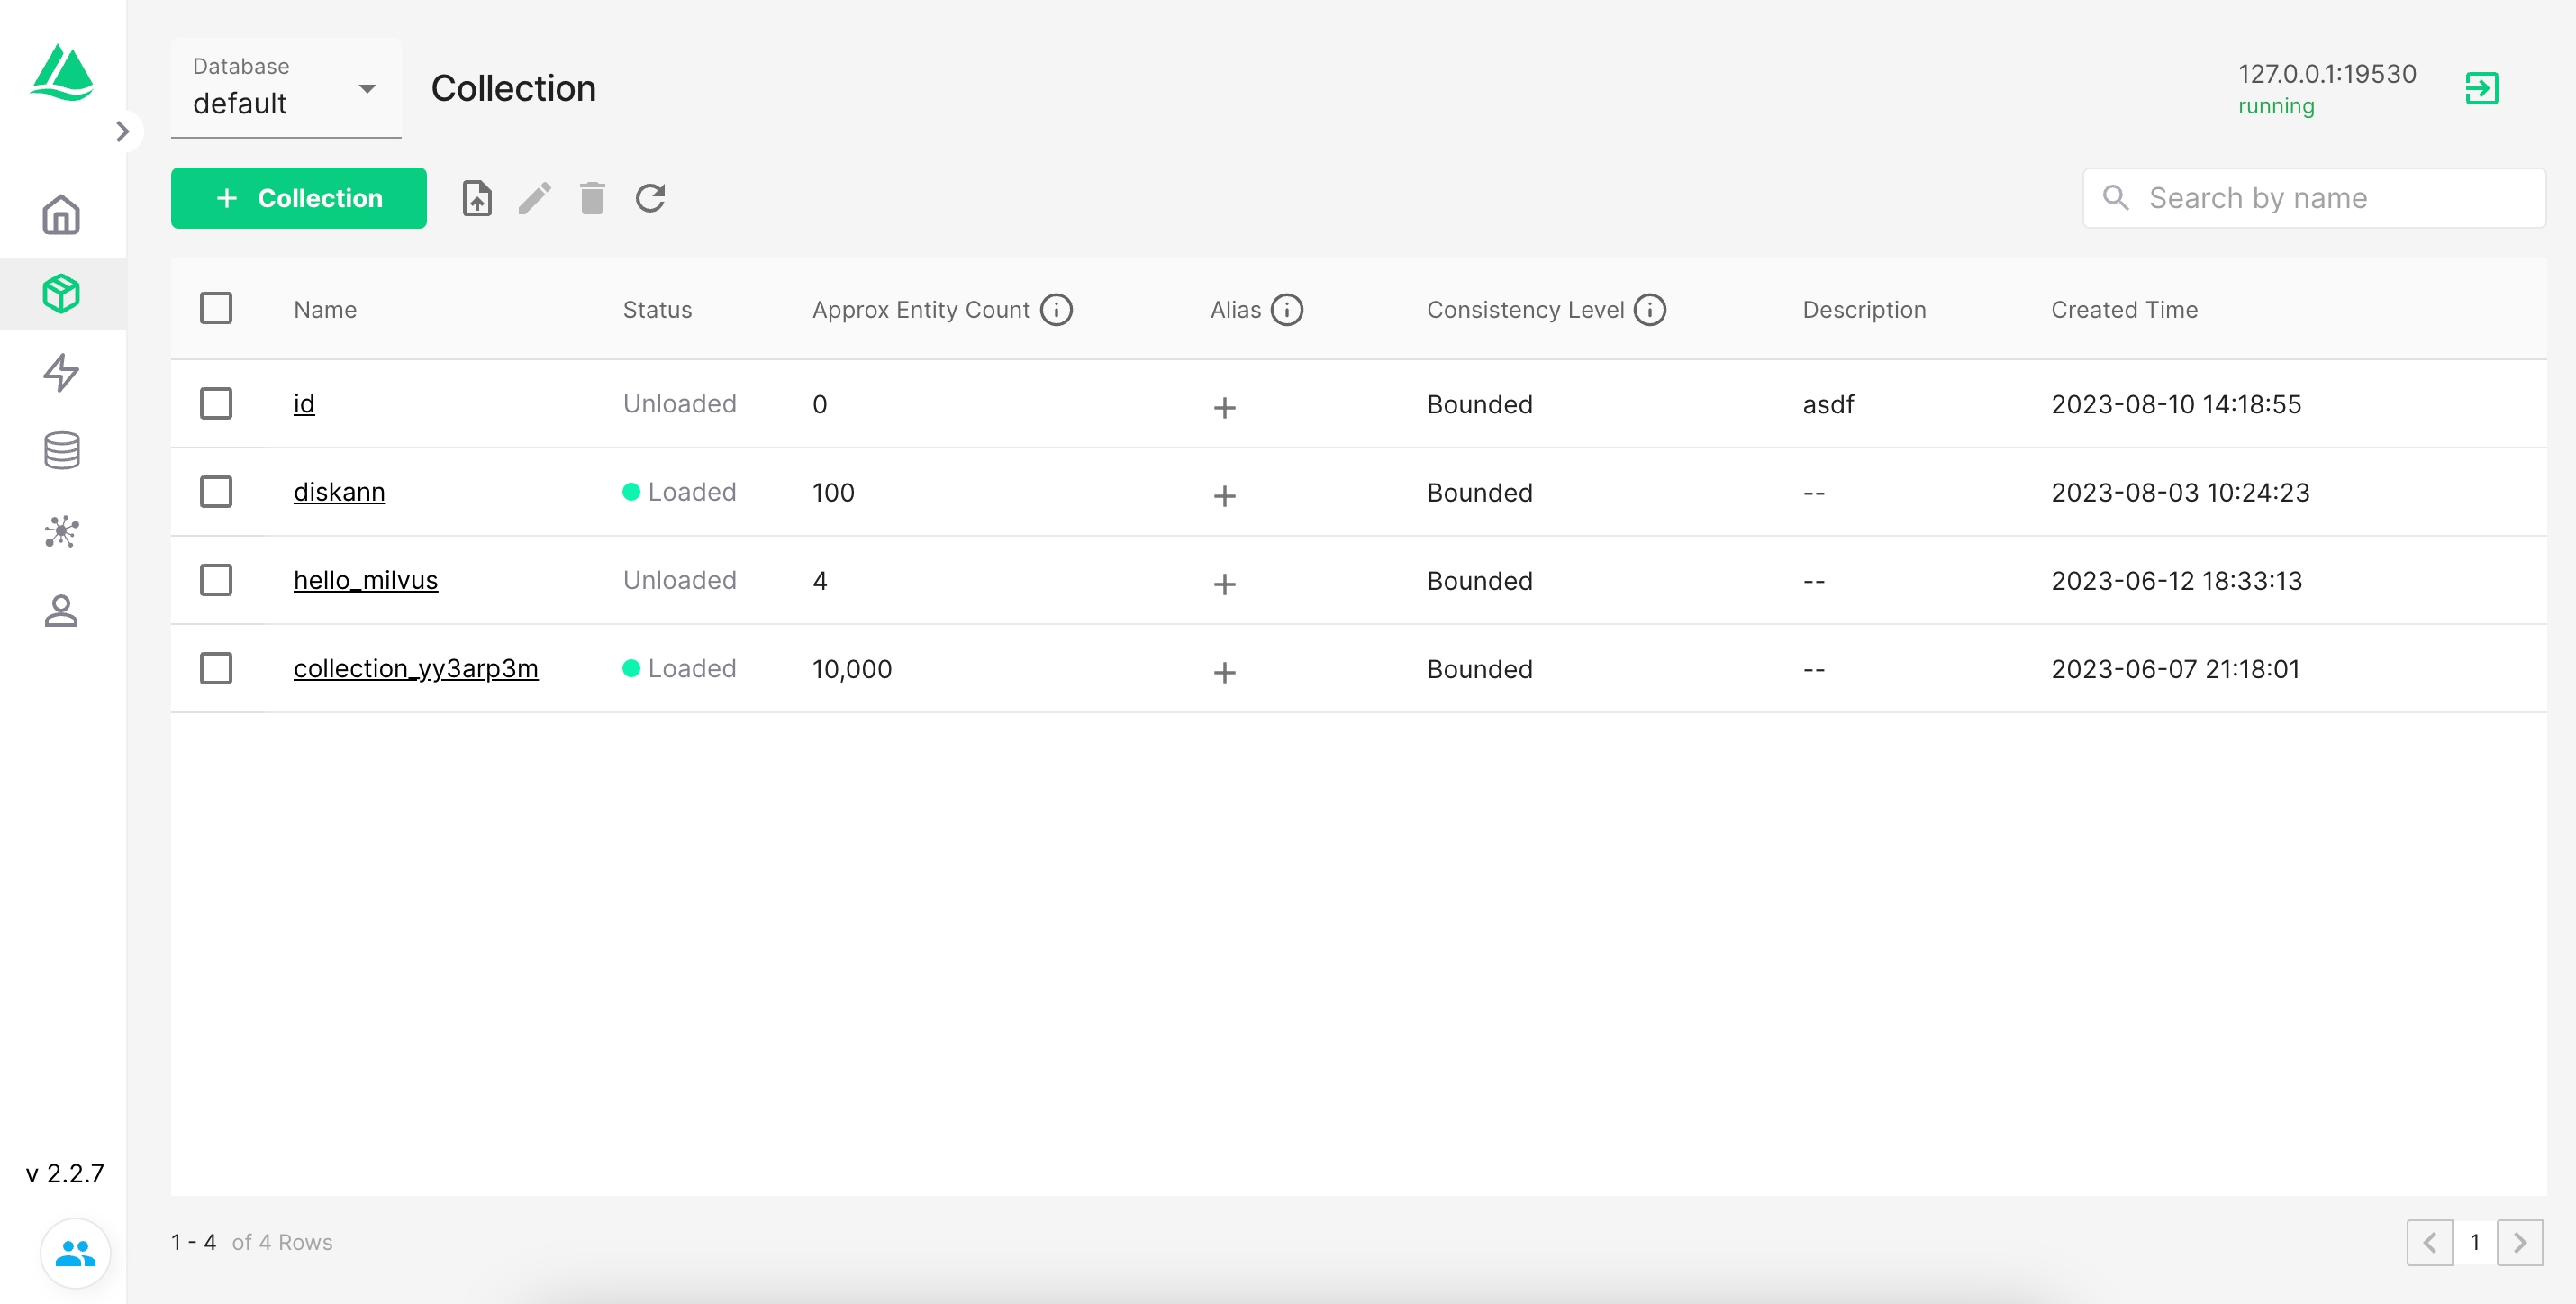 Database
default
Collection
127.0.0.1:19530
running
+ Collection
Search by name
Name Status Approx Entity Count Alias Consistency Level Description Created Time
id Unloaded 0 + Bounded asdf 2023-08-10 14:18:55
diskann Loaded 100 + Bounded -- 2023-08-03 10:24:23
hello_milvus Unloaded 4 + Bounded -- 2023-06-12 18:33:13
collection_yy3arp3m Loaded 10,000 + Bounded -- 2023-06-07 21:18:01
v 2.2.7
1 - 4 of 4 Rows
1